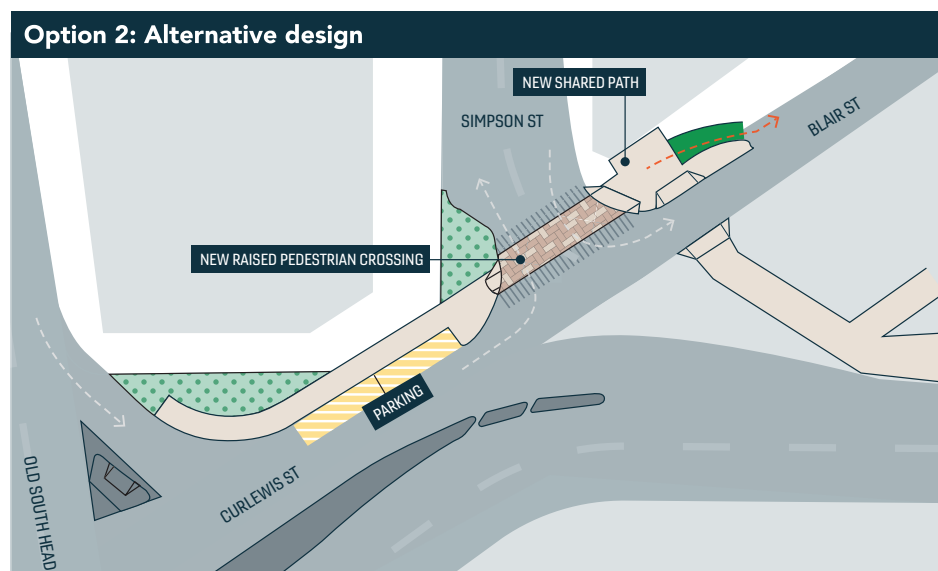 Option 2: Alternative design
NEW SHARED PATH
SIMPSON ST
BLAIR ST
NEW RAISED PEDESTRIAN CROSSING
PARKING
CURLEWIS ST
OLD SOUTH HEAD